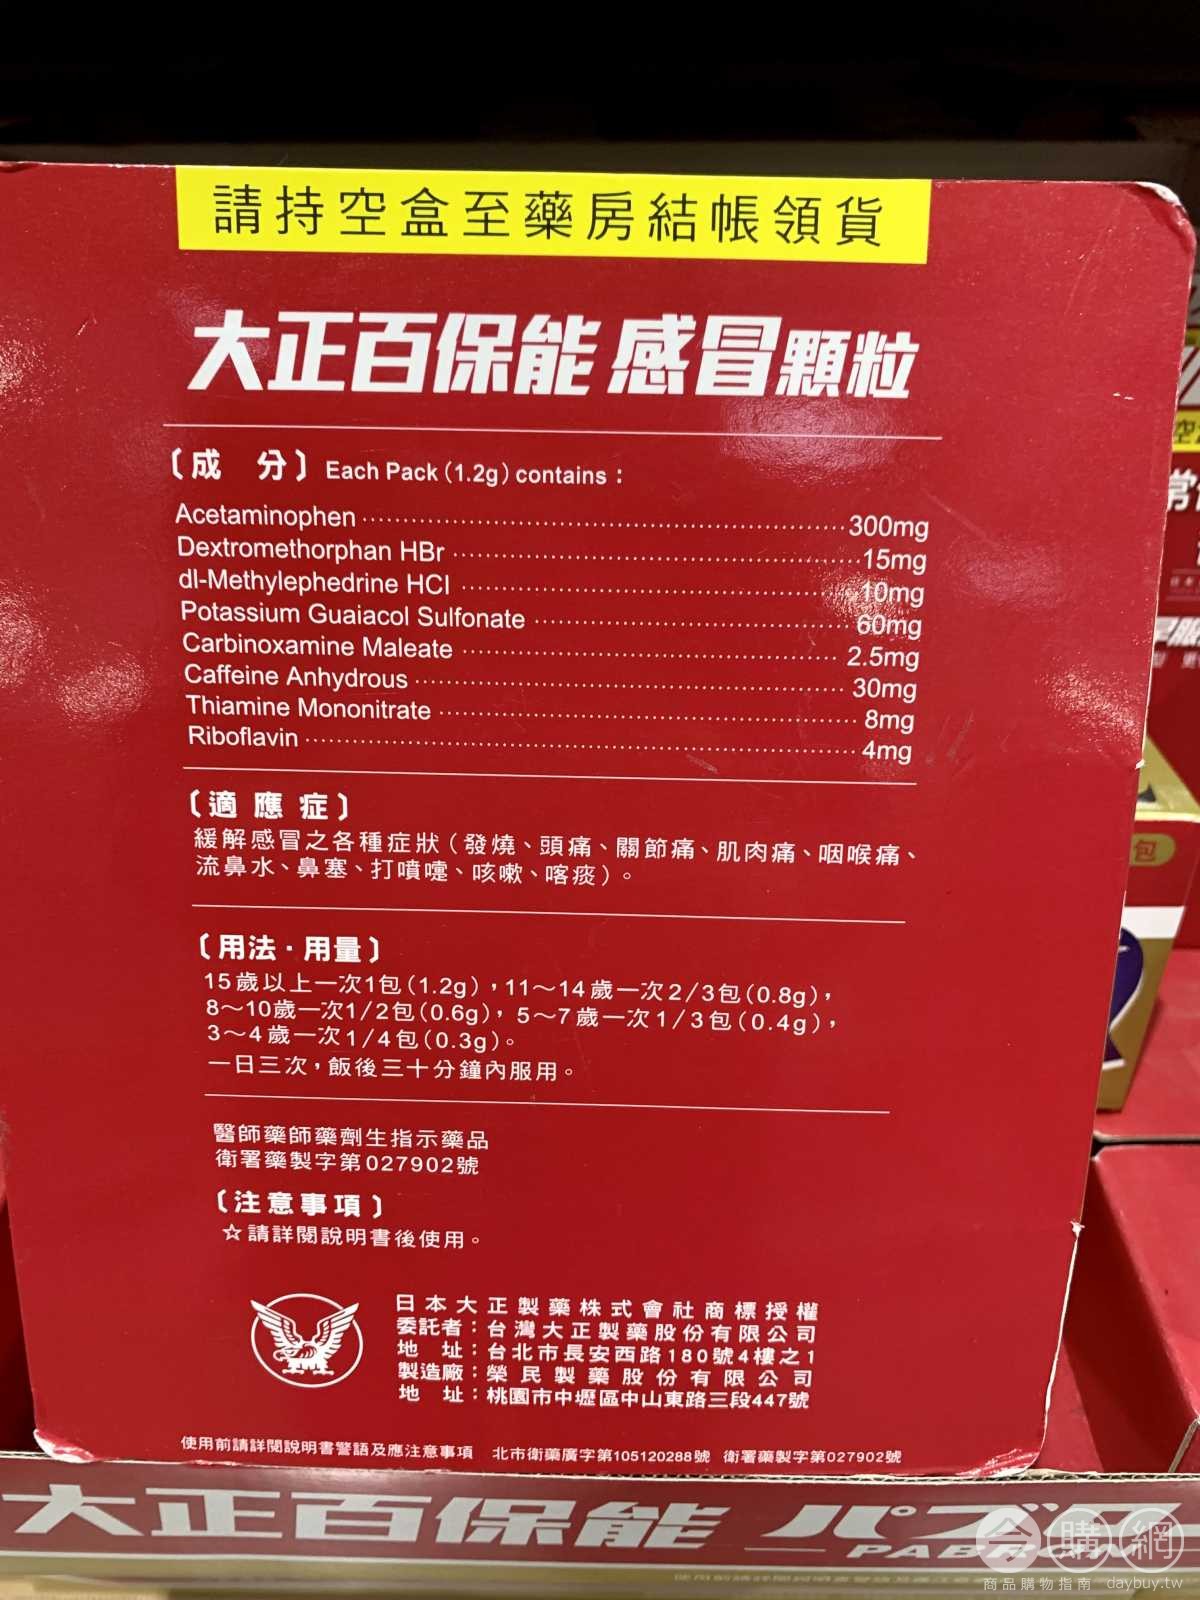 請持空盒至藥房結帳領貨
大正百保能 感冒顆粒
〔成 分〕Each Pack(1.2g)contains:
Acetaminophen 300mg
Dextromethorphan HBr 15mg
dl-Methylephedrine HCl 10mg
Potassium Guaiacol Sulfonate 60mg
Carbinoxamine Maleate 2.5mg
Caffeine Anhydrous 30mg
Thiamine Mononitrate 8mg
Riboflavin 4mg
〔適 應 症〕
緩解感冒之各種症狀(發燒、頭痛、關節痛、肌肉痛、咽喉痛、
流鼻水、鼻塞、打噴嚏、咳嗽、喀痰)。
〔用法・用量〕
15歲以上一次1包(1.2g),11～14歲一次2/3包(0.8g),
8～10歲一次1/2包(0.6g),5～7歲一次1/3包(0.4g),
3～4歲一次1/4包(0.3g)。
一日三次,飯後三十分鐘內服用。
醫師藥師藥劑生指示藥品
衛署藥製字第027902號
〔注意事項〕
☆請詳閱說明書後使用。
日本大正製藥株式會社商標授權
委託者:台灣大正製藥股份有限公司
地 址:台北市長安西路180號4樓之1
製造廠:榮民製藥股份有限公司
地 址:桃園市中壢區中山東路三段447號
使用前請詳閱說明書警語及應注意事項 北市衛藥廣字第105120288號 衛署藥製字第027902號
大正百保能 パブロン
包
今購網
商品購物指南 daybuy.tw